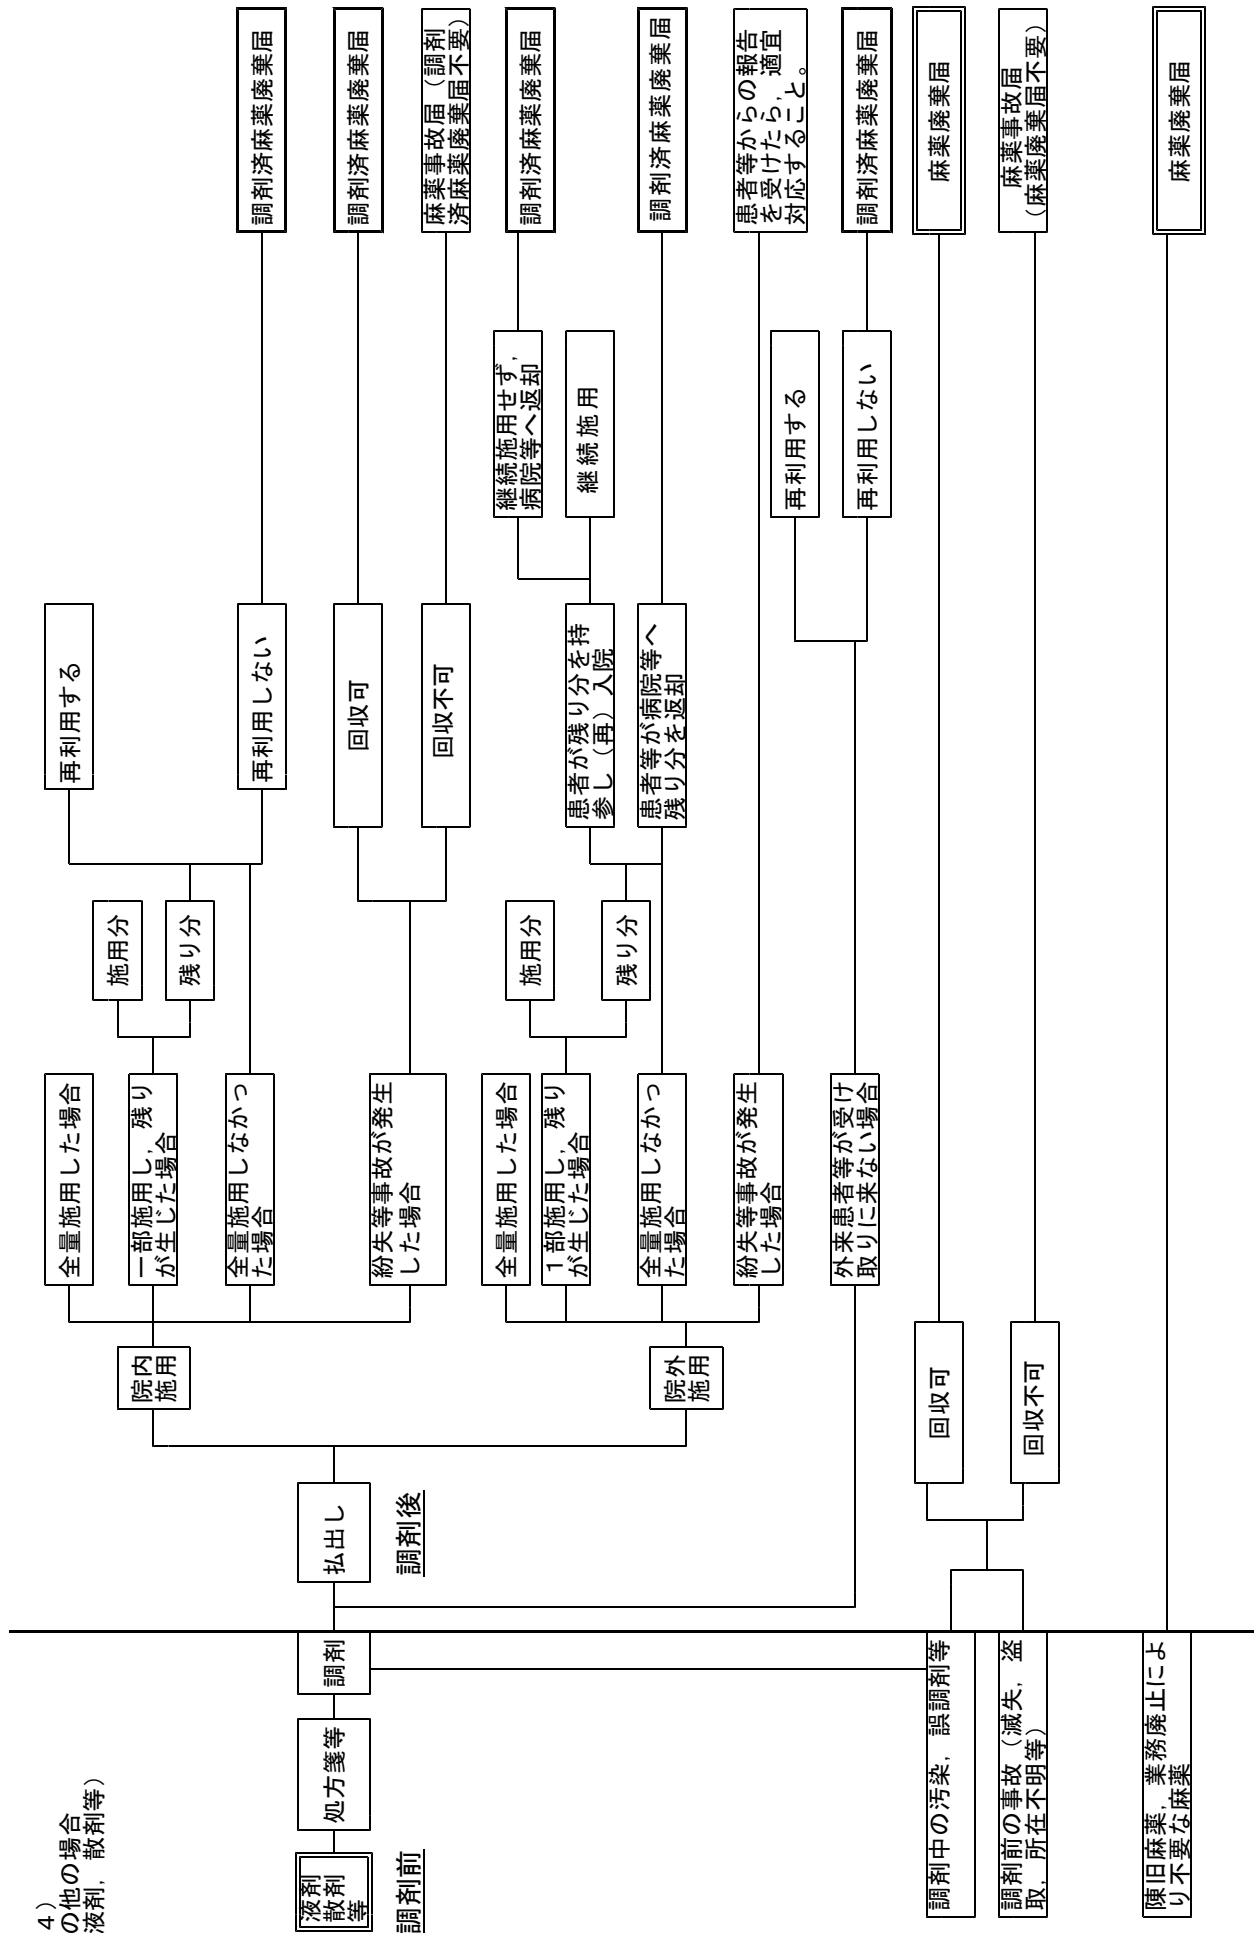 ４）
の他の場合
液剤，散剤等）
液剤
散剤
等
処方箋等
調剤
払出し
調剤前
調剤後
院内
施用
全量施用した場合
一部施用し，残り
が生じた場合
施用分
残り分
全量施用しなかっ
た場合
再利用する
再利用しない
調剤済麻薬廃棄届
紛失等事故が発生
した場合
回収可
調剤済麻薬廃棄届
回収不可
麻薬事故届（調剤
済麻薬廃棄届不要）
院外
施用
全量施用した場合
１部施用し，残り
が生じた場合
施用分
残り分
患者が残り分を持
参し（再）入院
継続施用せず，
病院等へ返却
調剤済麻薬廃棄届
継続施用
全量施用しなかっ
た場合
患者等が病院等へ
残り分を返却
調剤済麻薬廃棄届
紛失等事故が発生
した場合
患者等からの報告
を受けたら，適宜
対応すること。
外来患者等が受け
取りに来ない場合
再利用する
再利用しない
調剤済麻薬廃棄届
調剤中の汚染，誤調剤等
調剤前の事故（滅失，盗
取，所在不明等）
回収可
麻薬廃棄届
回収不可
麻薬事故届
（麻薬廃棄届不要）
陳旧麻薬，業務廃止によ
り不要な麻薬
麻薬廃棄届